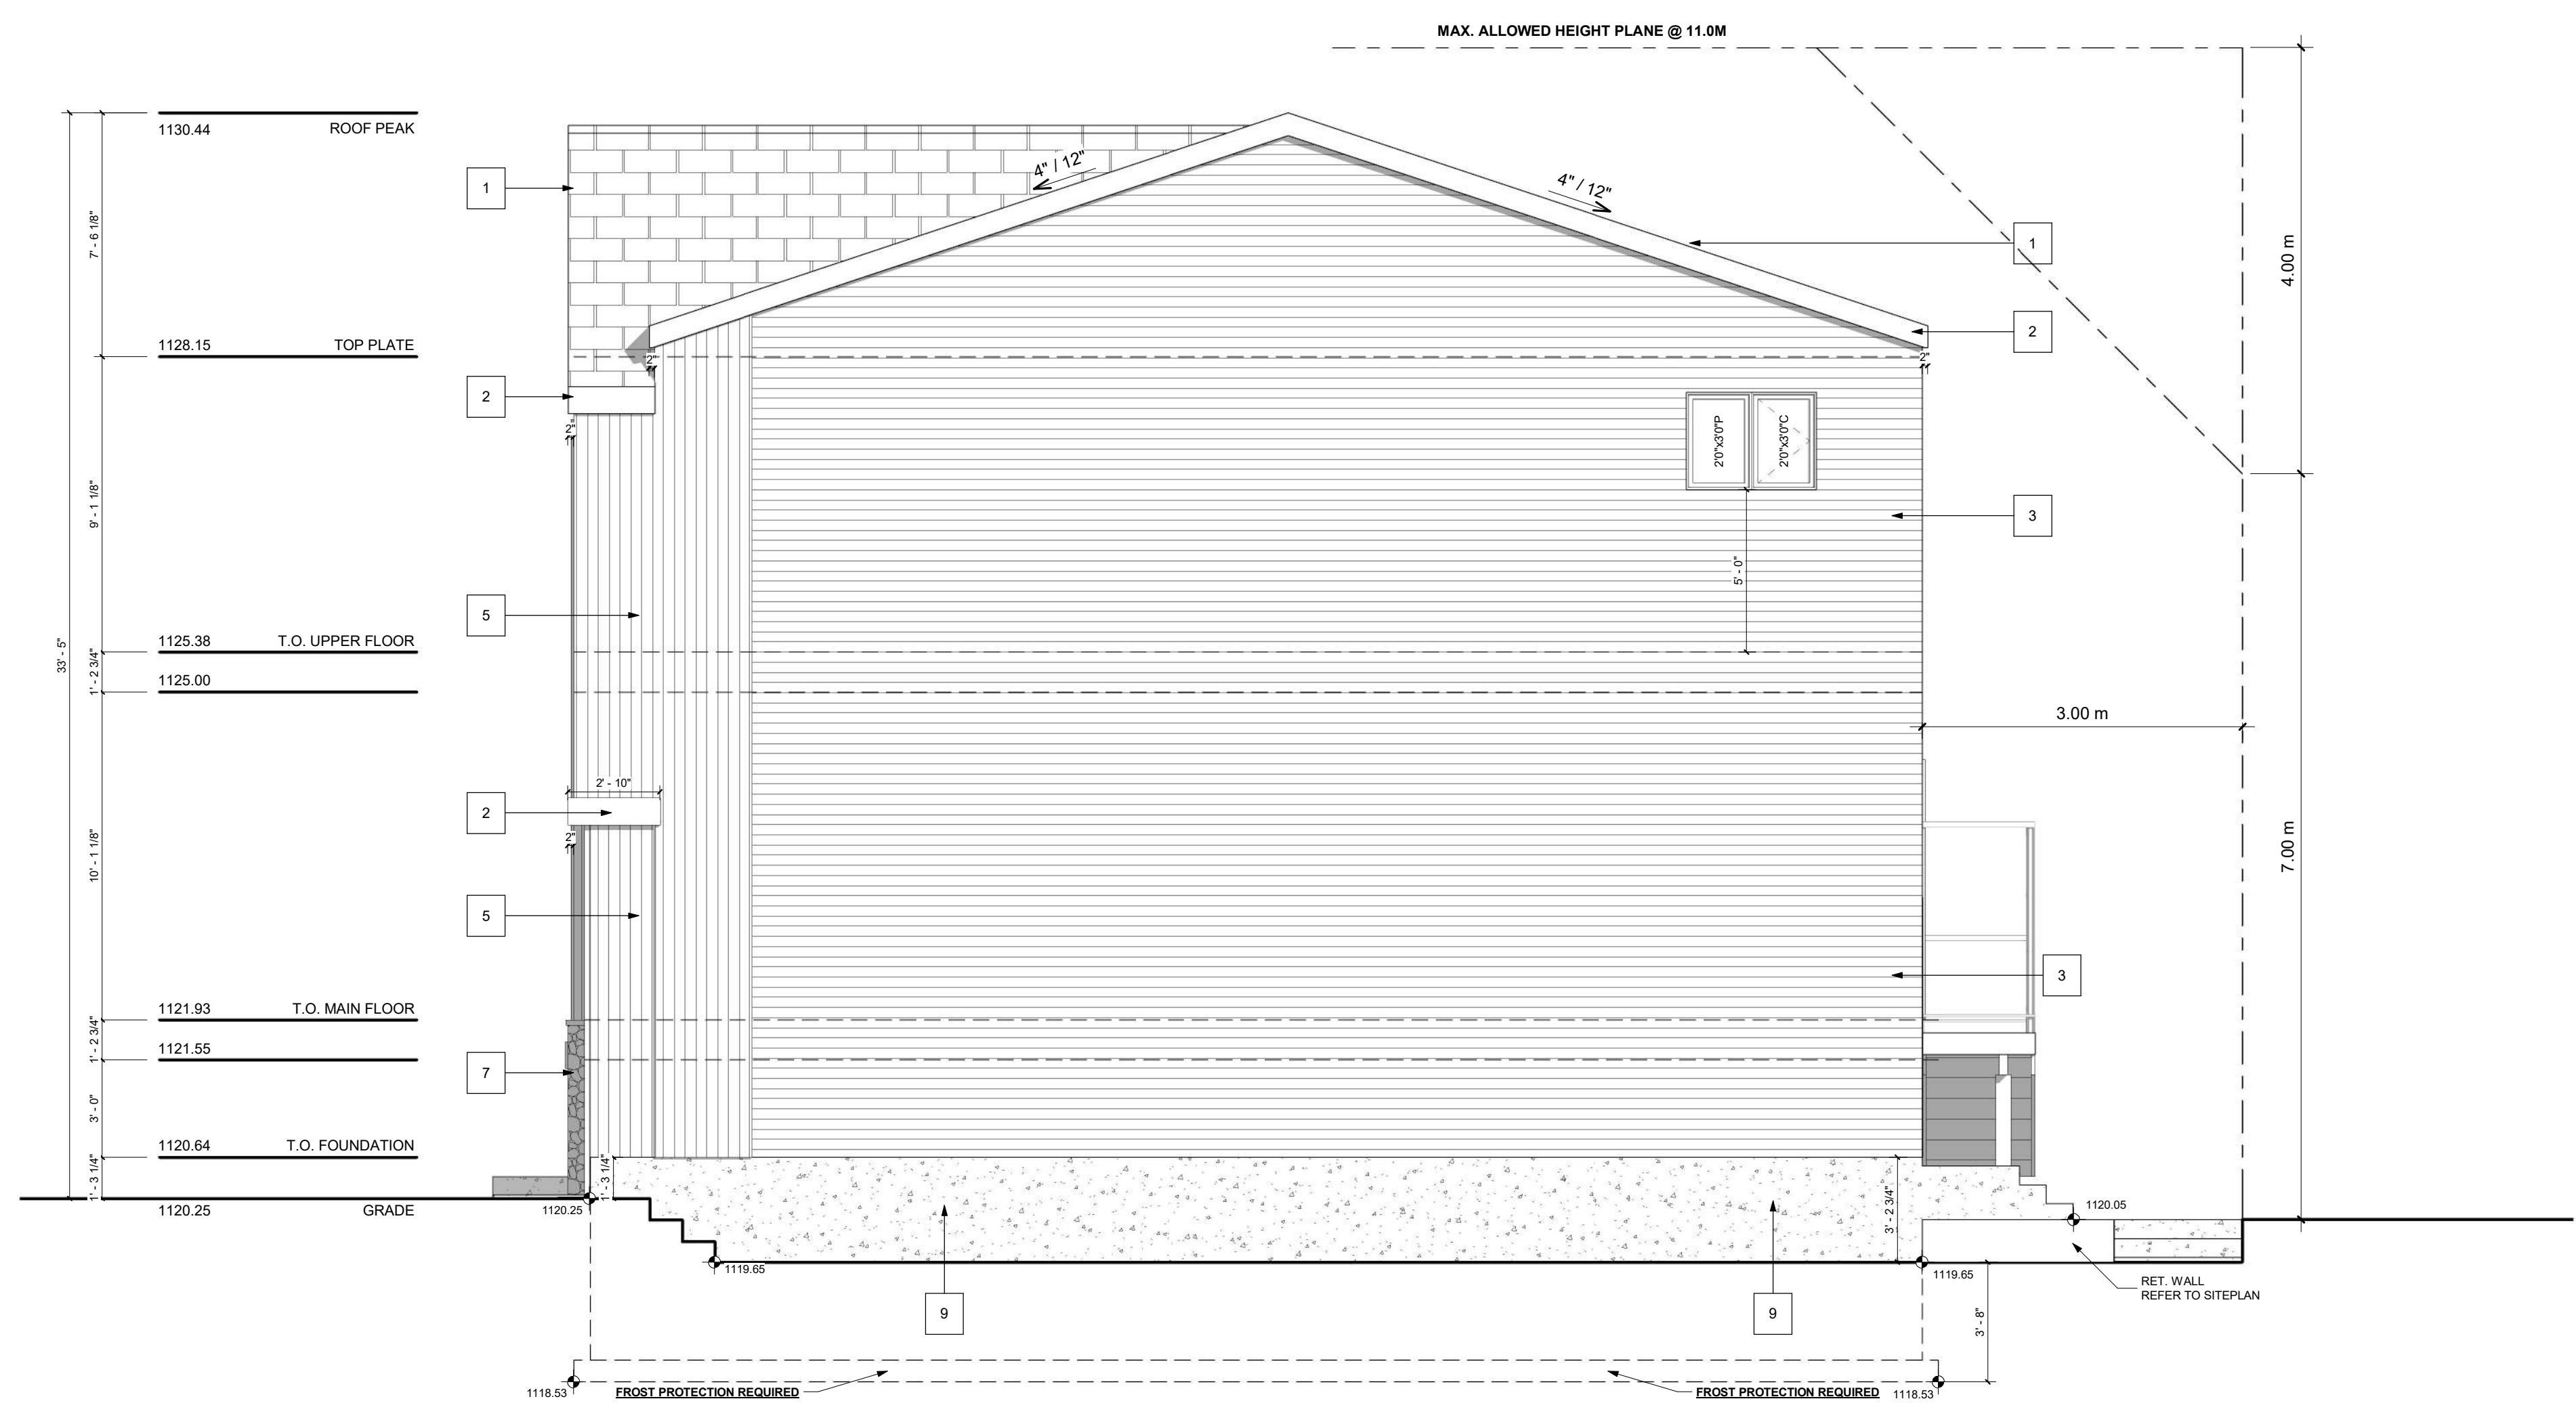 MAX. ALLOWED HEIGHT PLANE @ 11.0M
1130.44 ROOF PEAK
4" / 12"
4" / 12"
1
1
7' - 6 1/8"
4.00 m
2
1128.15 TOP PLATE
2"
2"
2
2"
2'0"x3'0"P
2'0"x3'0"C
9' - 1 1/8"
3
5' - 0"
5
33' - 5"
1125.38 T.O. UPPER FLOOR
1' - 2 3/4"
1125.00
3.00 m
2' - 10"
2
2"
10' - 1 1/8"
7.00 m
5
3
1121.93 T.O. MAIN FLOOR
1' - 2 3/4"
1121.55
7
3' - 0"
1120.64 T.O. FOUNDATION
1' - 3 1/4"
1' - 3 1/4"
3' - 2 3/4"
1120.25 GRADE
1120.25
1120.05
1119.65
1119.65
RET. WALL
REFER TO SITEPLAN
9
9
3' - 8"
1118.53
FROST PROTECTION REQUIRED
FROST PROTECTION REQUIRED
1118.53